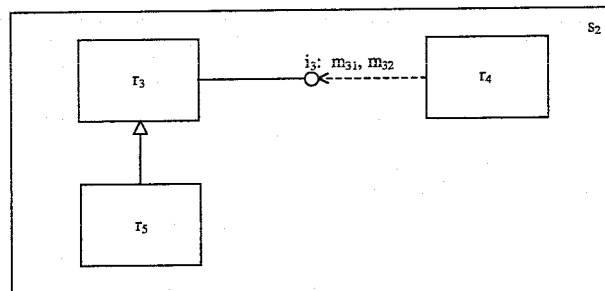 s₂
i₃: m₃₁, m₃₂
r₃
r₄
r₅